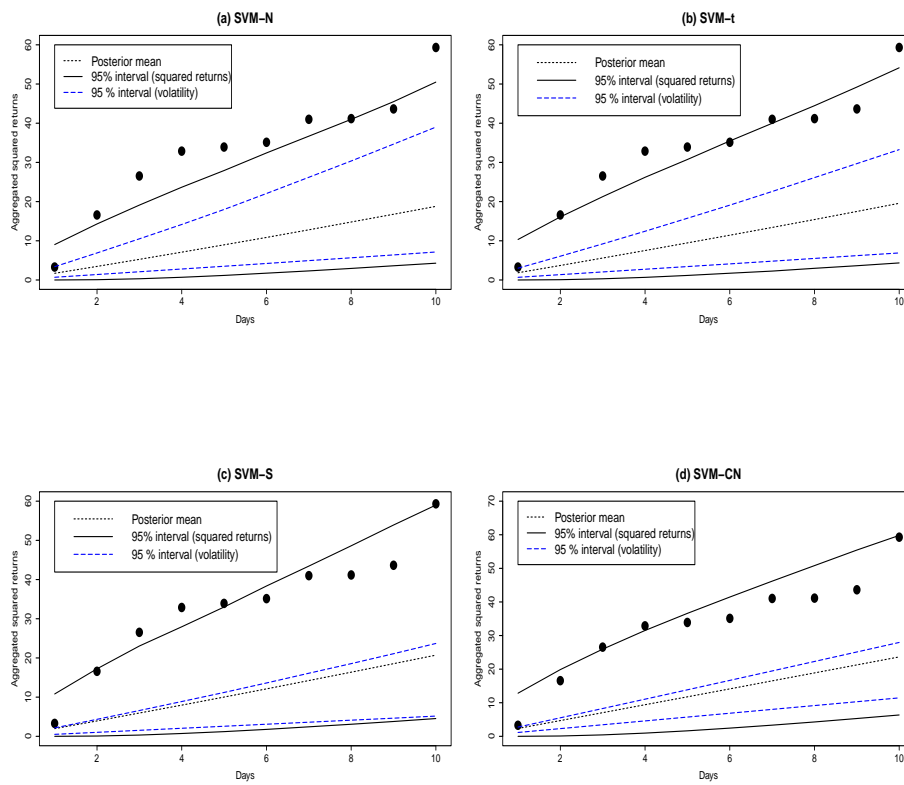 (a) SVM−N
Aggregated squared returns
60
50
40
30
20
10
0
Posterior mean
95% interval (squared returns)
95 % interval (volatility)
2 4 6 8 10
Days
(b) SVM−t
Aggregated squared returns
60
50
40
30
20
10
0
Posterior mean
95% interval (squared returns)
95 % interval (volatility)
2 4 6 8 10
Days
(c) SVM−S
Aggregated squared returns
60
50
40
30
20
10
0
Posterior mean
95% interval (squared returns)
95 % interval (volatility)
2 4 6 8 10
Days
(d) SVM−CN
Aggregated squared returns
70
60
50
40
30
20
10
0
Posterior mean
95% interval (squared returns)
95 % interval (volatility)
2 4 6 8 10
Days